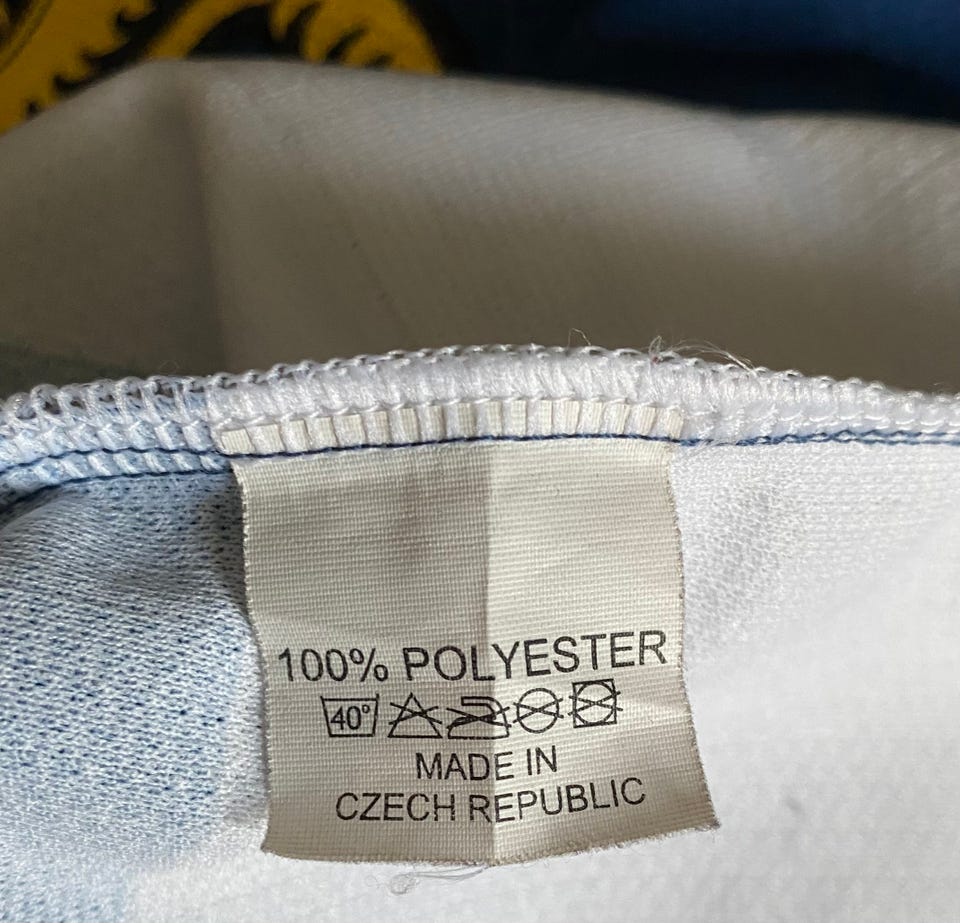 100% POLYESTER
40°
MADE IN
CZECH REPUBLIC